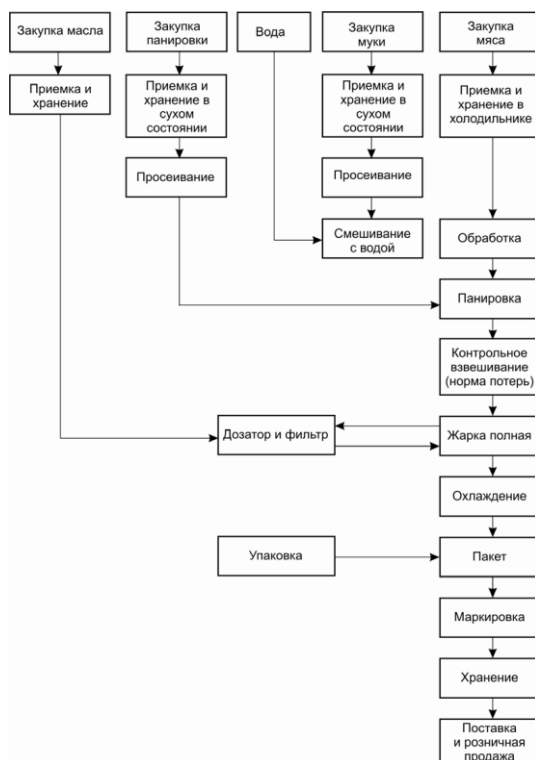 Закупка масла
Закупка
панировки
Вода
Закупка
муки
Закупка
мяса
Приемка и
хранение
Приемка и
хранение в
сухом
состоянии
Приемка и
хранение в
сухом
состоянии
Приемка и
хранение в
холодильнике
Просеивание
Просеивание
Смешивание
с водой
Обработка
Панировка
Контрольное
взвешивание
(норма потерь)
Дозатор и фильтр
Жарка полная
Охлаждение
Упаковка
Пакет
Маркировка
Хранение
Поставка
и розничная
продажа